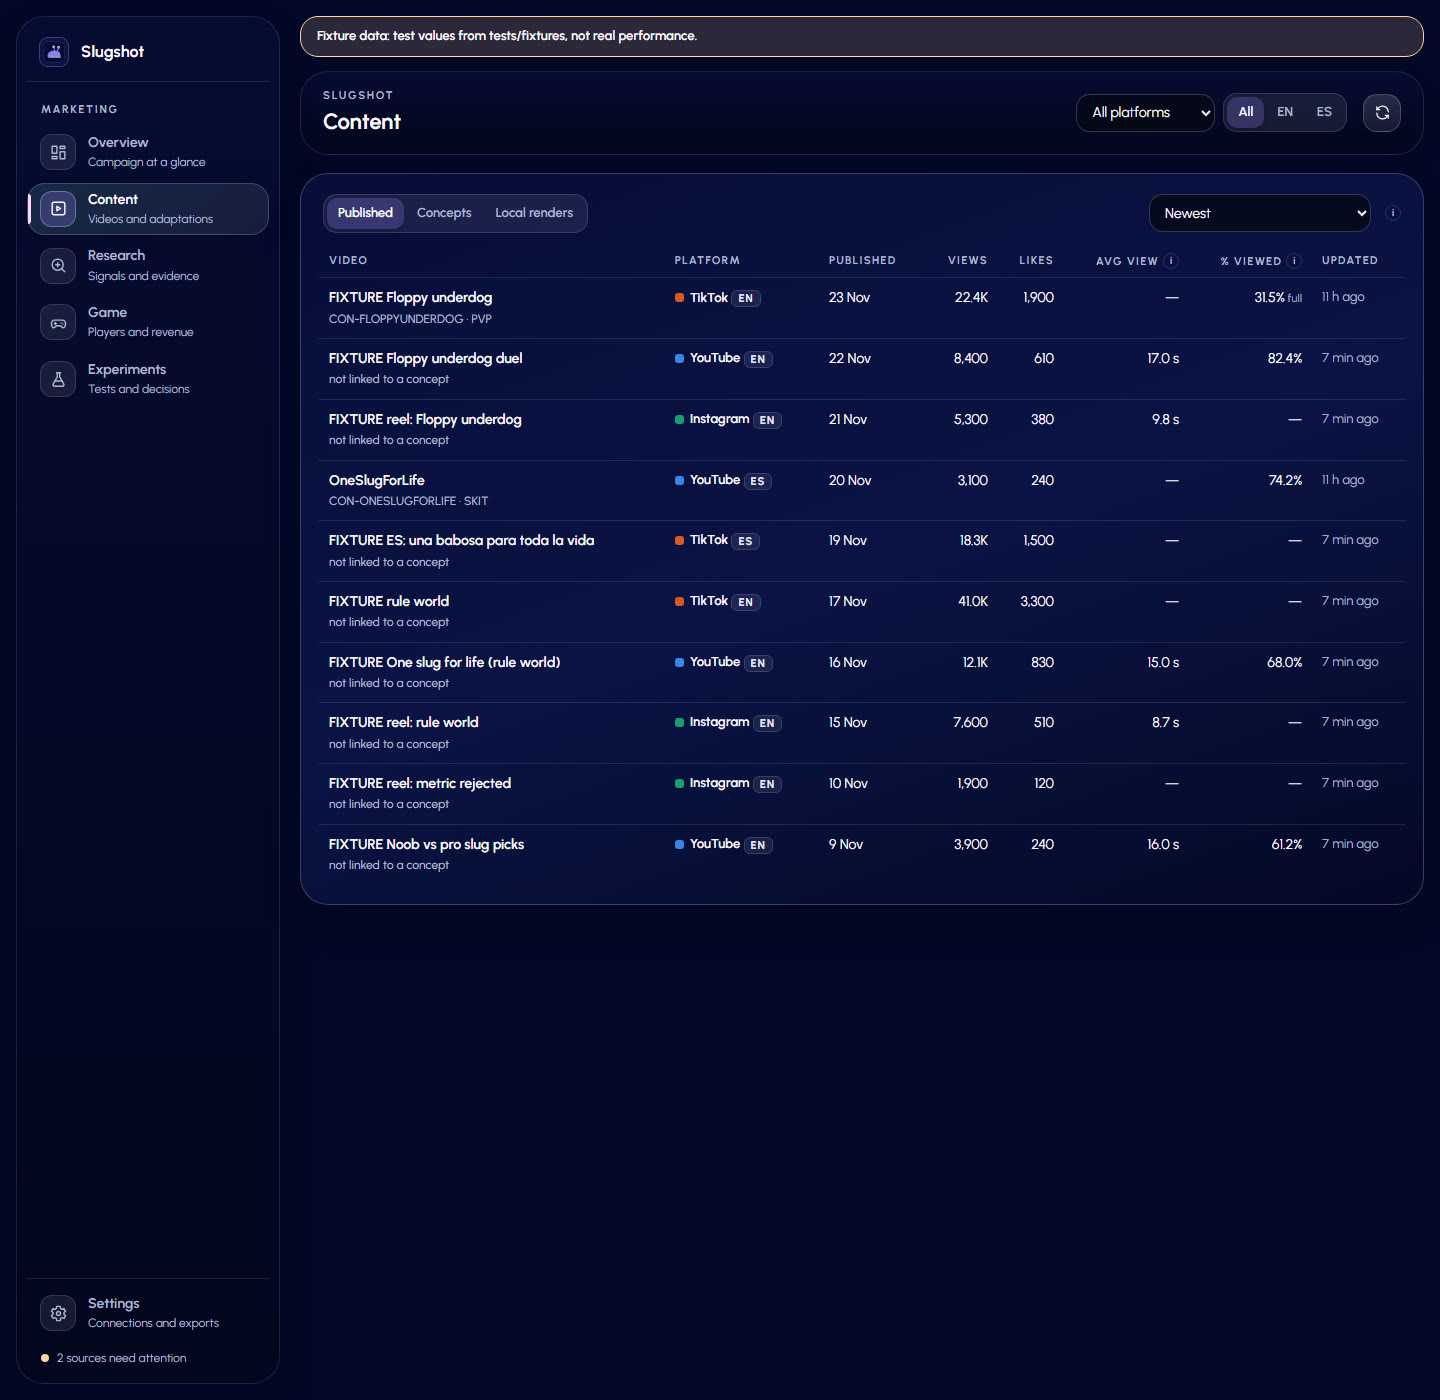 Slugshot
MARKETING
Overview
Campaign at a glance
Content
Videos and adaptations
Research
Signals and evidence
Game
Players and revenue
Experiments
Tests and decisions
Settings
Connections and exports
2 sources need attention
Fixture data: test values from tests/fixtures, not real performance.
SLUGSHOT
Content
All platforms
All EN ES
Published Concepts Local renders
Newest
i
VIDEO PLATFORM PUBLISHED VIEWS LIKES AVG VIEW i % VIEWED i UPDATED
FIXTURE Floppy underdog TikTok EN 23 Nov 22.4K 1,900 — 31.5% full 11 h ago
CON-FLOPPYUNDERDOG · PVP
FIXTURE Floppy underdog duel YouTube EN 22 Nov 8,400 610 17.0 s 82.4% 7 min ago
not linked to a concept
FIXTURE reel: Floppy underdog Instagram EN 21 Nov 5,300 380 9.8 s — 7 min ago
not linked to a concept
OneSlugForLife YouTube ES 20 Nov 3,100 240 — 74.2% 11 h ago
CON-ONESLUGFORLIFE · SKIT
FIXTURE ES: una babosa para toda la vida TikTok ES 19 Nov 18.3K 1,500 — — 7 min ago
not linked to a concept
FIXTURE rule world TikTok EN 17 Nov 41.0K 3,300 — — 7 min ago
not linked to a concept
FIXTURE One slug for life (rule world) YouTube EN 16 Nov 12.1K 830 15.0 s 68.0% 7 min ago
not linked to a concept
FIXTURE reel: rule world Instagram EN 15 Nov 7,600 510 8.7 s — 7 min ago
not linked to a concept
FIXTURE reel: metric rejected Instagram EN 10 Nov 1,900 120 — — 7 min ago
not linked to a concept
FIXTURE Noob vs pro slug picks YouTube EN 9 Nov 3,900 240 16.0 s 61.2% 7 min ago
not linked to a concept